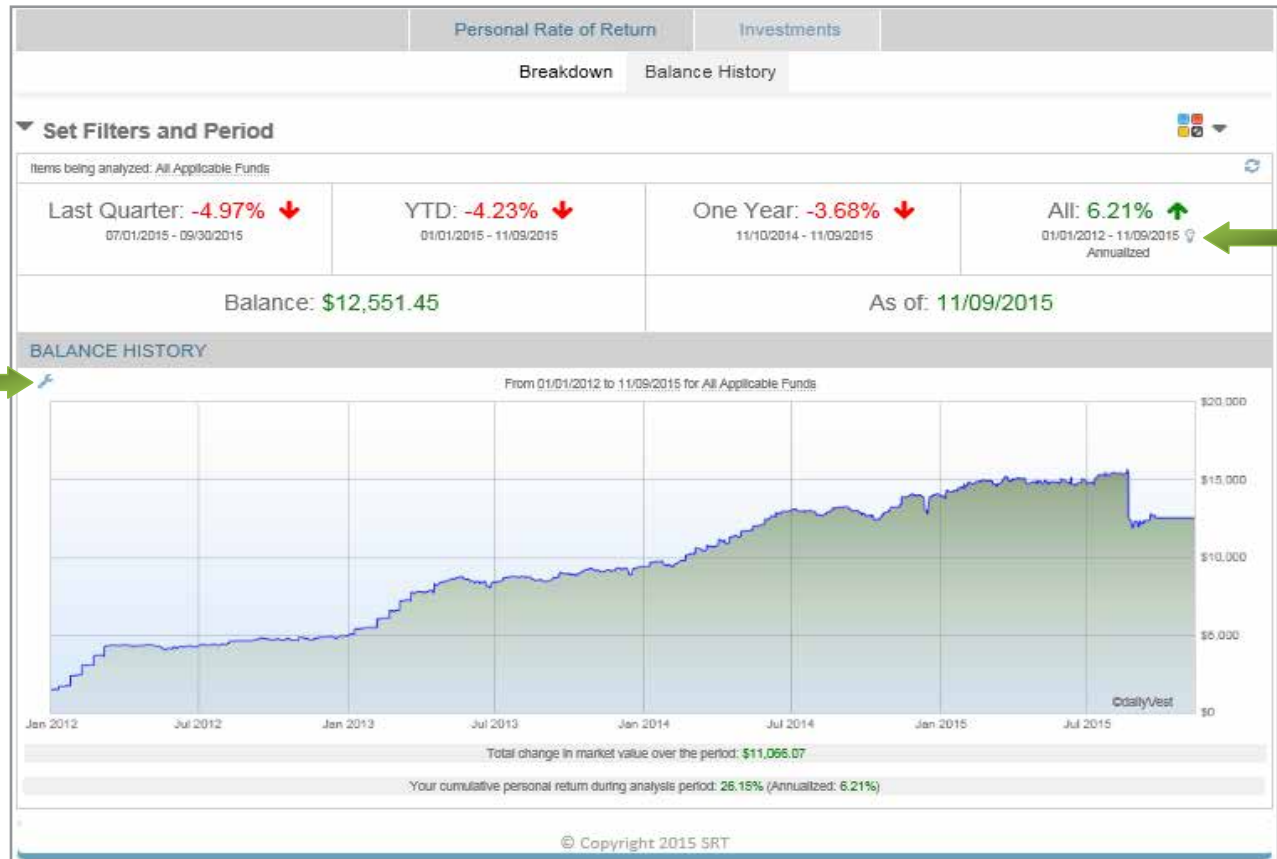 Personal Rate of Return Investments
Breakdown Balance History
Set Filters and Period
Items being analyzed: All Applicable Funds
Last Quarter: -4.97% YTD: -4.23% One Year: -3.68% All: 6.21%
07/01/2015 - 09/30/2015 01/01/2015 - 11/09/2015 11/10/2014 - 11/09/2015 01/01/2012 - 11/09/2015
Annualized
Balance: $12,551.45 As of: 11/09/2015
BALANCE HISTORY
From 01/01/2012 to 11/09/2015 for All Applicable Funds
$20,000
$15,000
$10,000
$5,000
©dailyVest
$0
Jan 2012 Jul 2012 Jan 2013 Jul 2013 Jan 2014 Jul 2014 Jan 2015 Jul 2015
Total change in market value over the period: $11,066.07
Your cumulative personal return during analysis period: 26.15% (Annualized: 6.21%)
© Copyright 2015 SRT